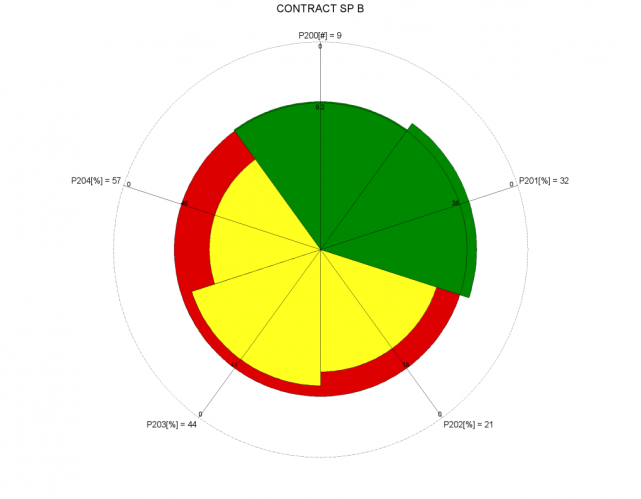 CONTRACT SP B
P200[#] = 9
0
P204[%] = 57
0
0
P201[%] = 32
0
P203[%] = 44
0
P202[%] = 21